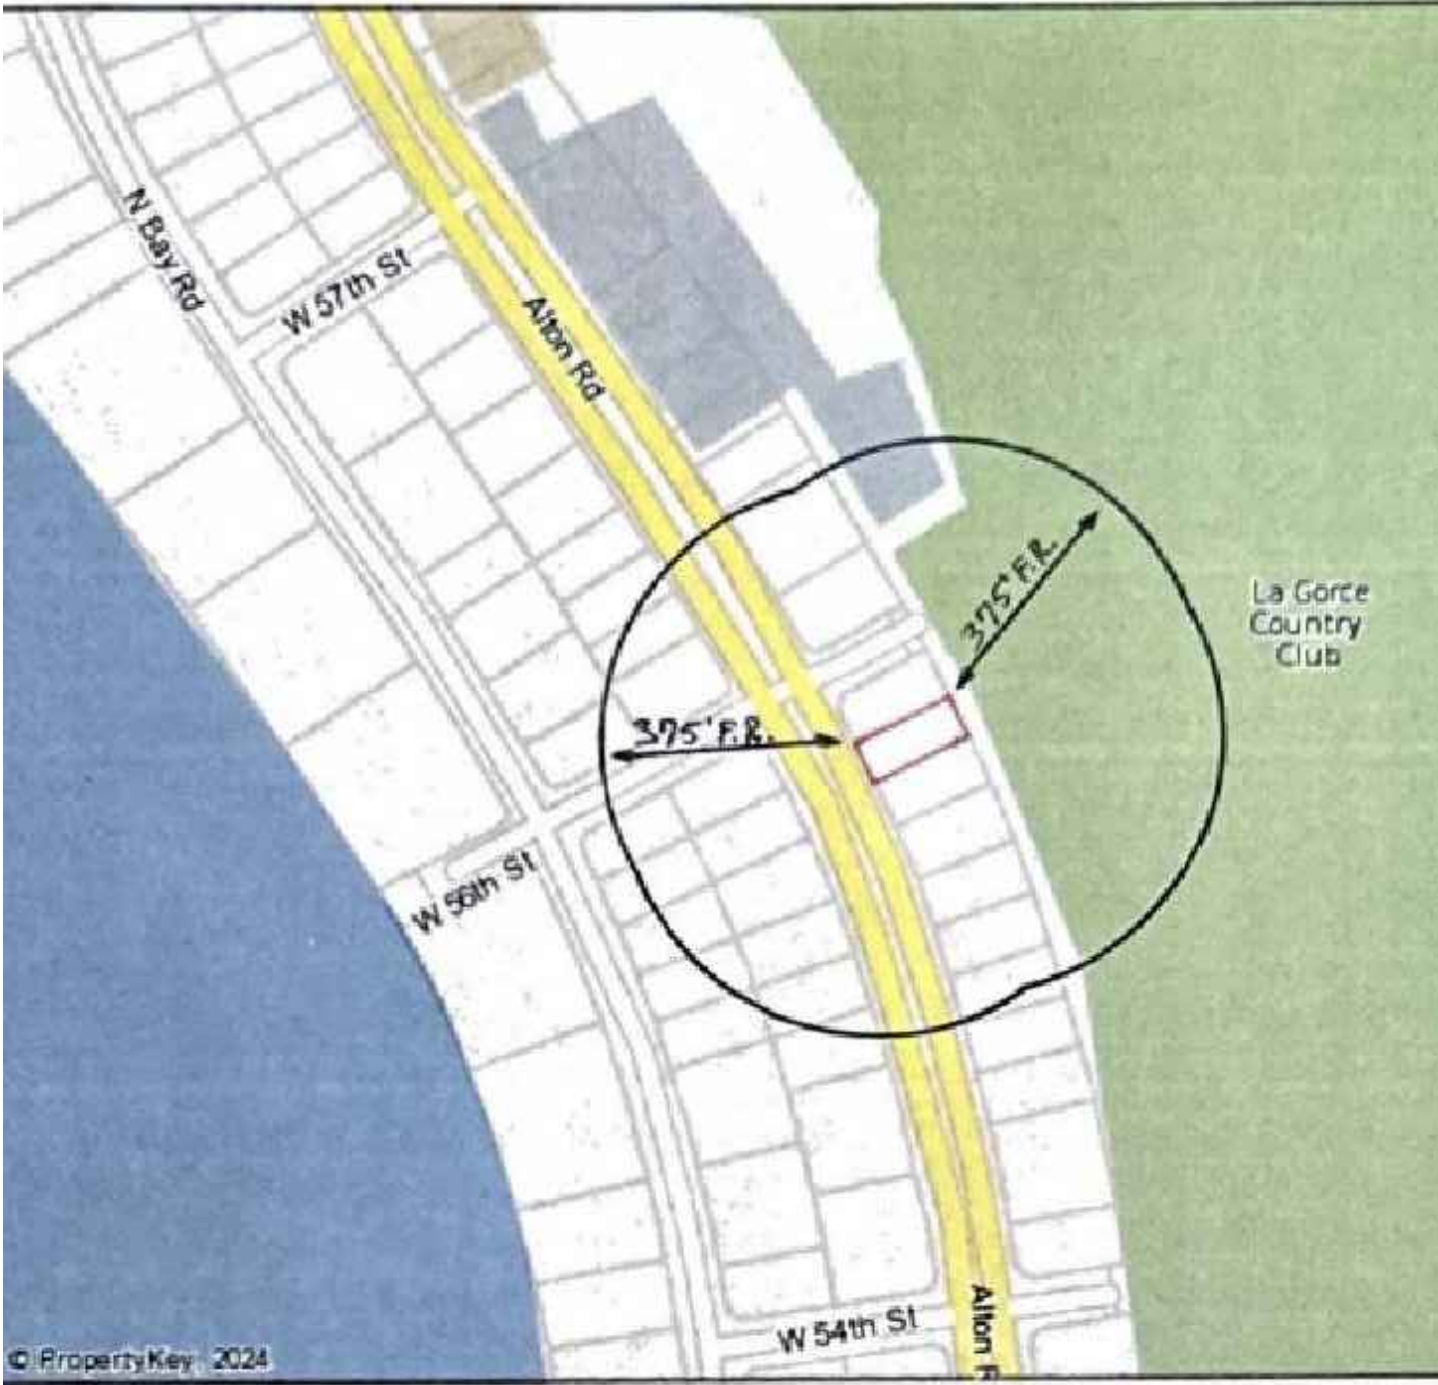 N Bay Rd
W 57th St
Alton Rd
375' F.R.
La Gorce
Country
Club
375' F.R.
W 56th St
W 54th St
Alton R
© PropertyKey, 2024